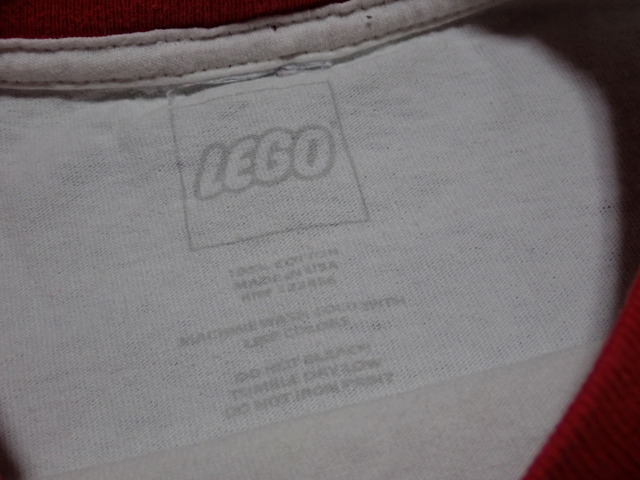 LEGO
100% COTTON
MADE IN USA
MACHINE WASH COLD WITH
LIKE COLORS
DO NOT BLEACH
TUMBLE DRY LOW
DO NOT IRON PRINT